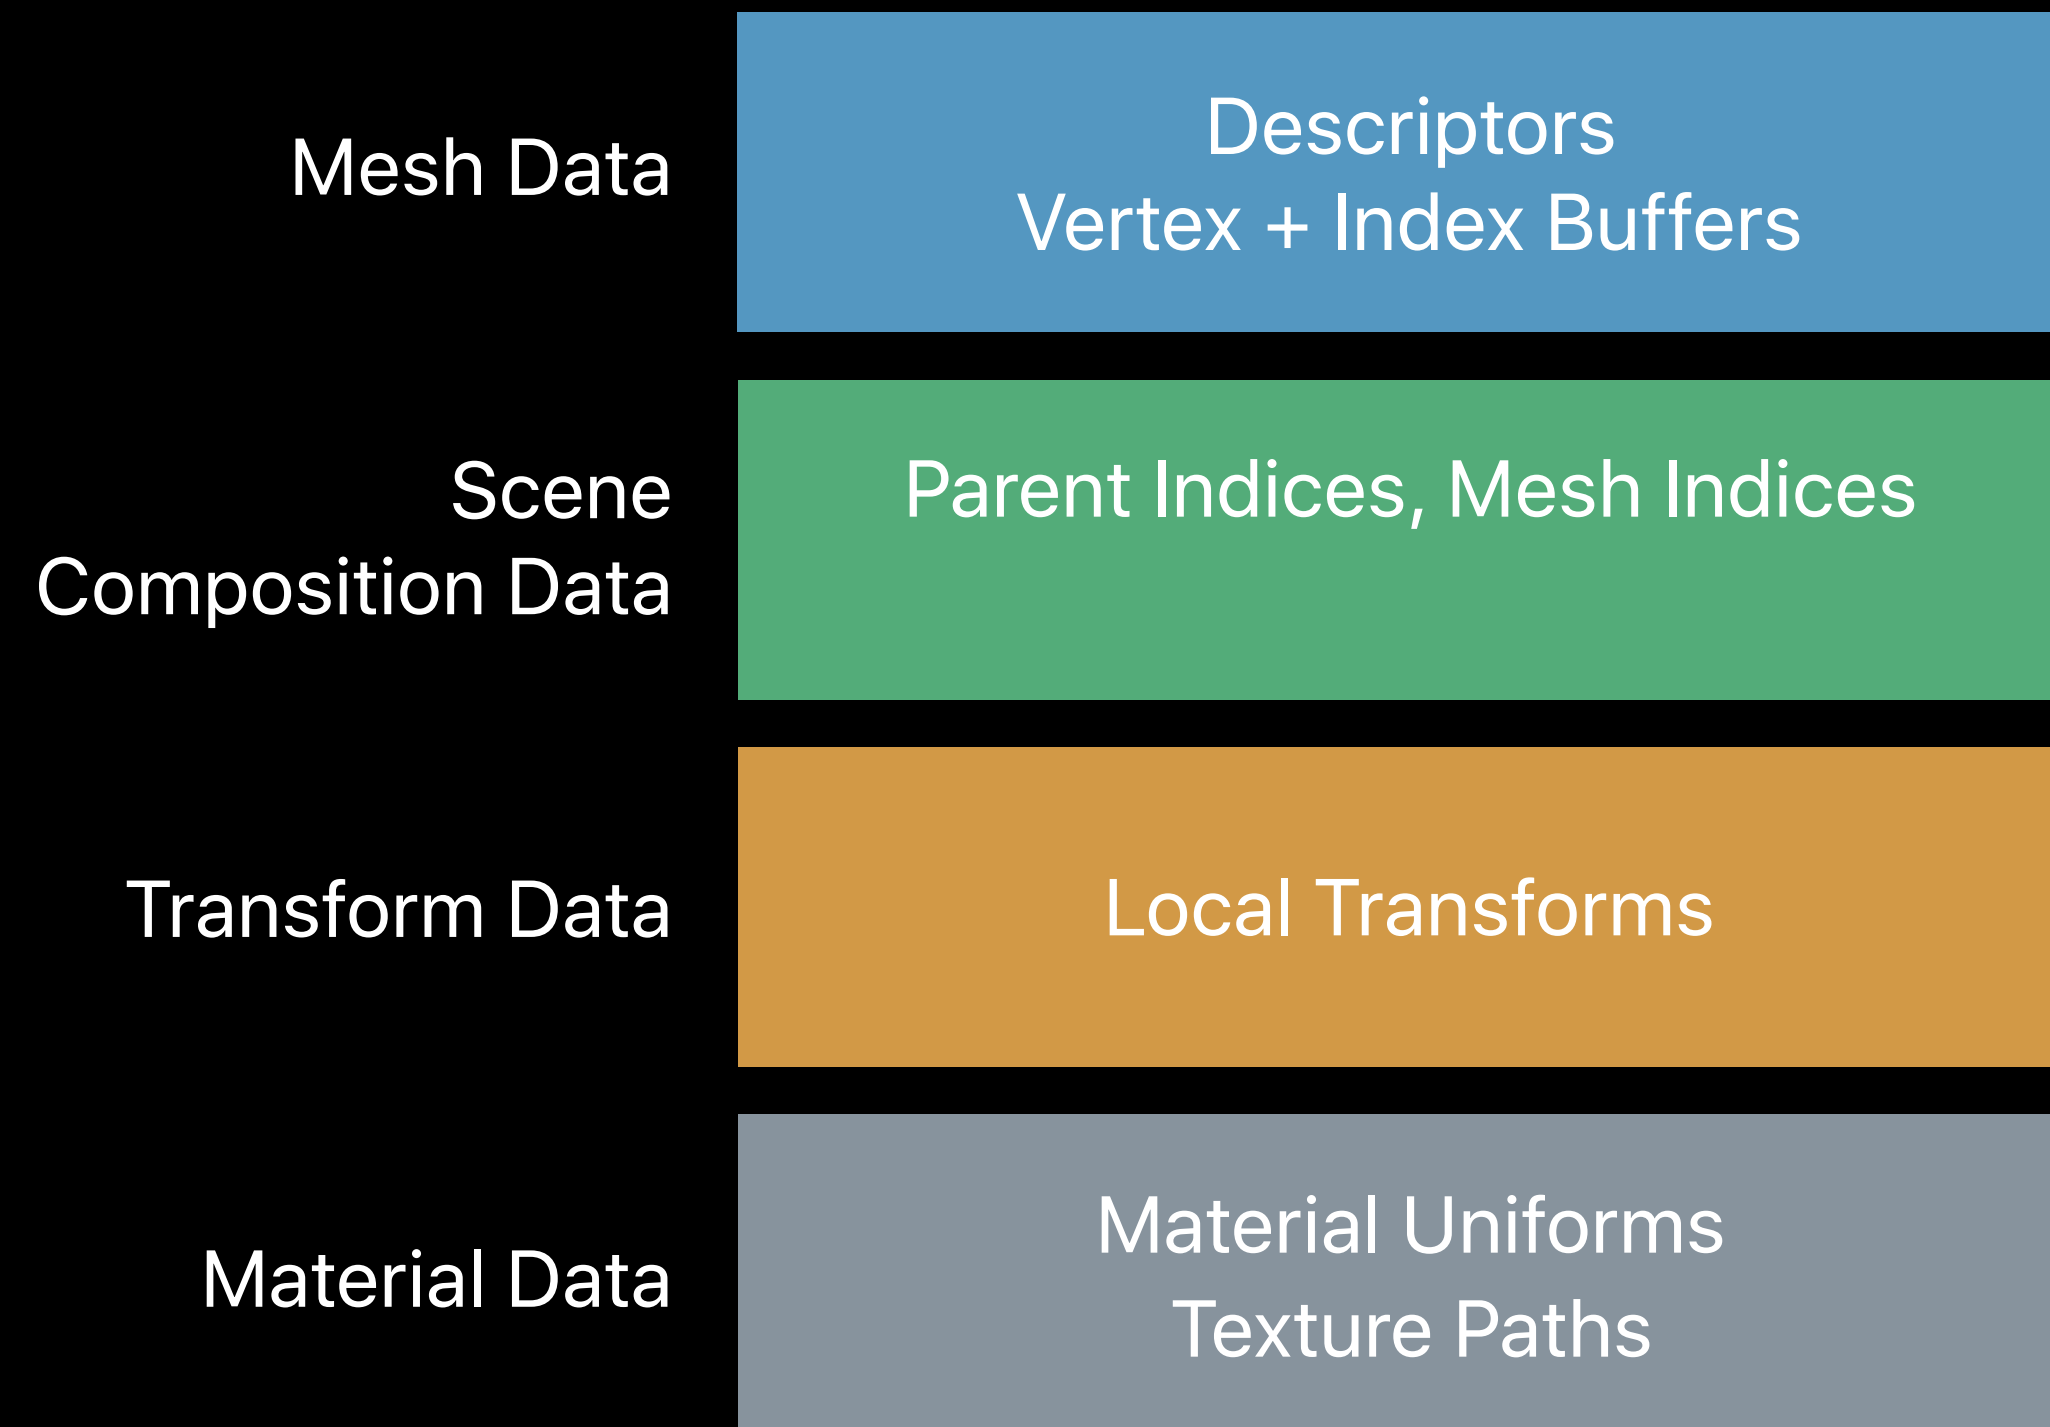 Mesh Data
Descriptors
Vertex + Index Buffers
Scene
Composition Data
Parent Indices, Mesh Indices
Transform Data
Local Transforms
Material Data
Material Uniforms
Texture Paths